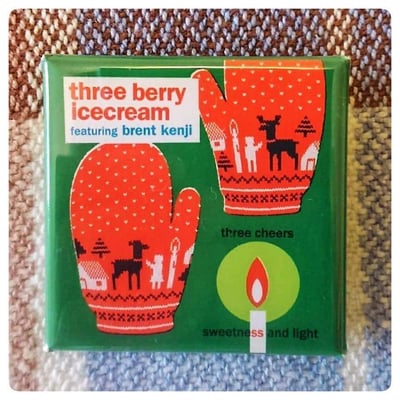 three berry
icecream
featuring brent kenji
three cheers
sweetness and light